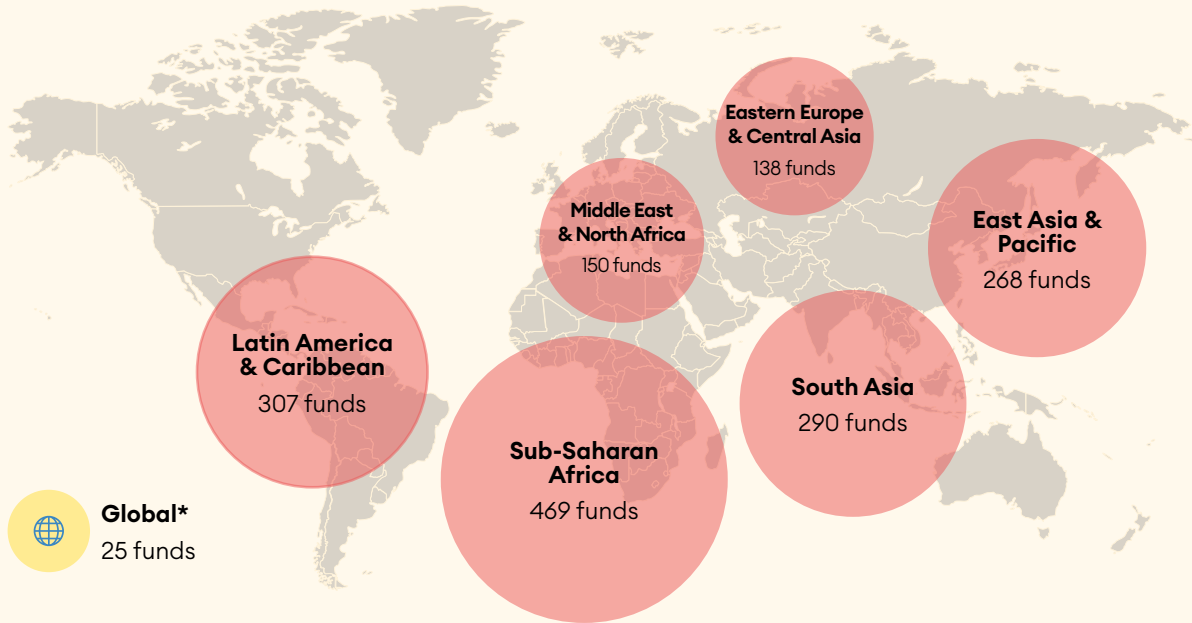 Eastern Europe
& Central Asia
138 funds
Middle East
& North Africa
150 funds
East Asia &
Pacific
268 funds
Latin America
& Caribbean
307 funds
South Asia
290 funds
Sub-Saharan
Africa
469 funds
Global*
25 funds